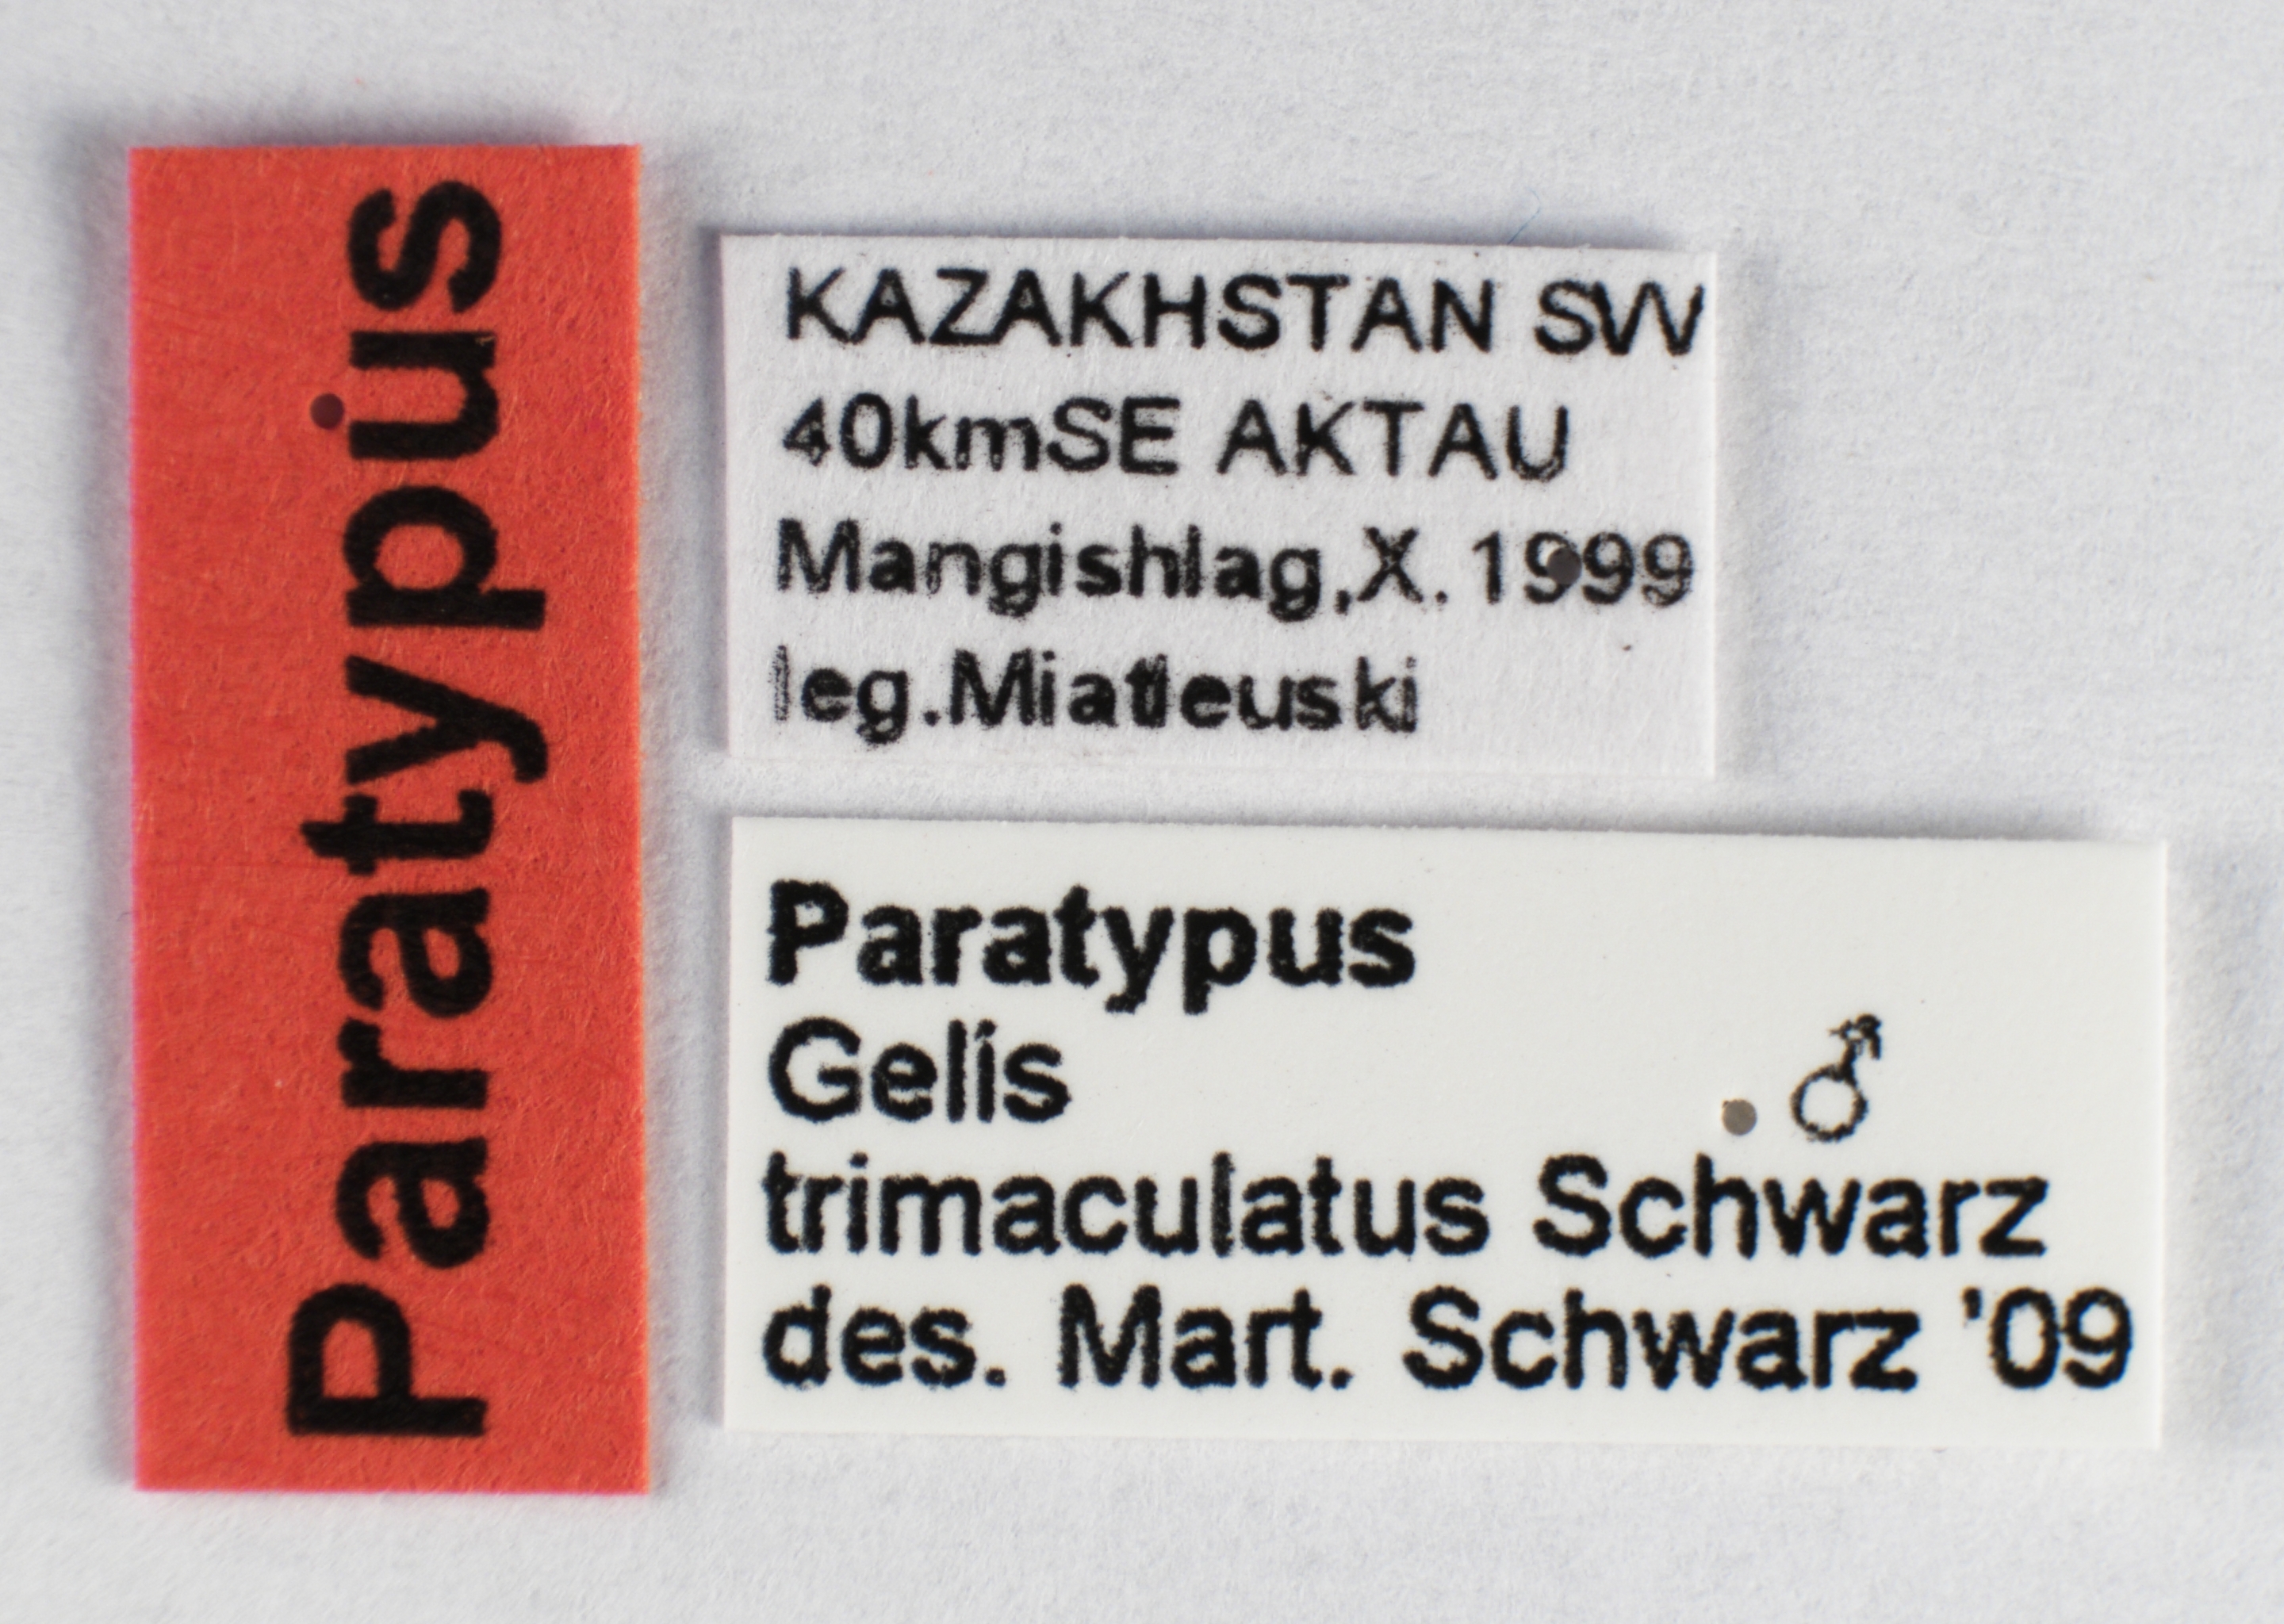 Paratypus
KAZAKHSTAN SW
40kmSE AKTAU
Mangishlag,X. 1999
leg.Miatleuski
Paratypus
Gelis
♂
trimaculatus Schwarz
des. Mart. Schwarz '09